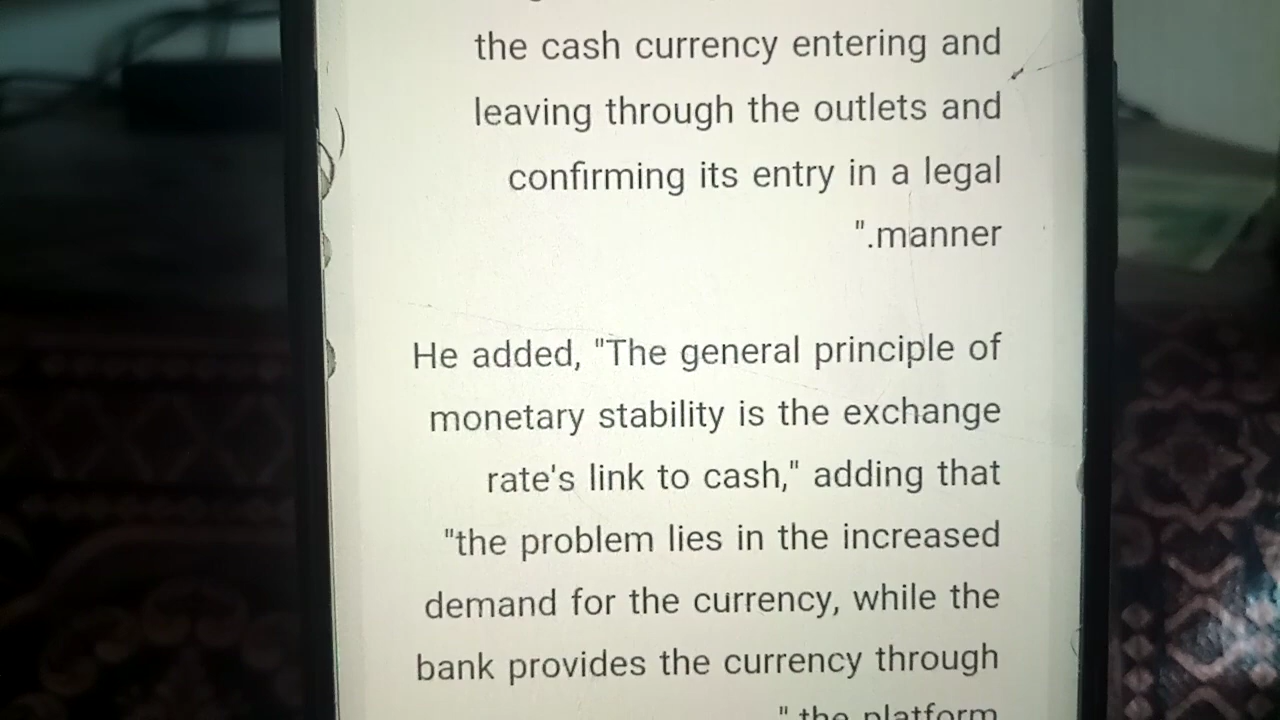 the cash currency entering and
leaving through the outlets and
confirming its entry in a legal
".manner
He added, "The general principle of
monetary stability is the exchange
rate's link to cash," adding that
"the problem lies in the increased
demand for the currency, while the
bank provides the currency through
" the platform